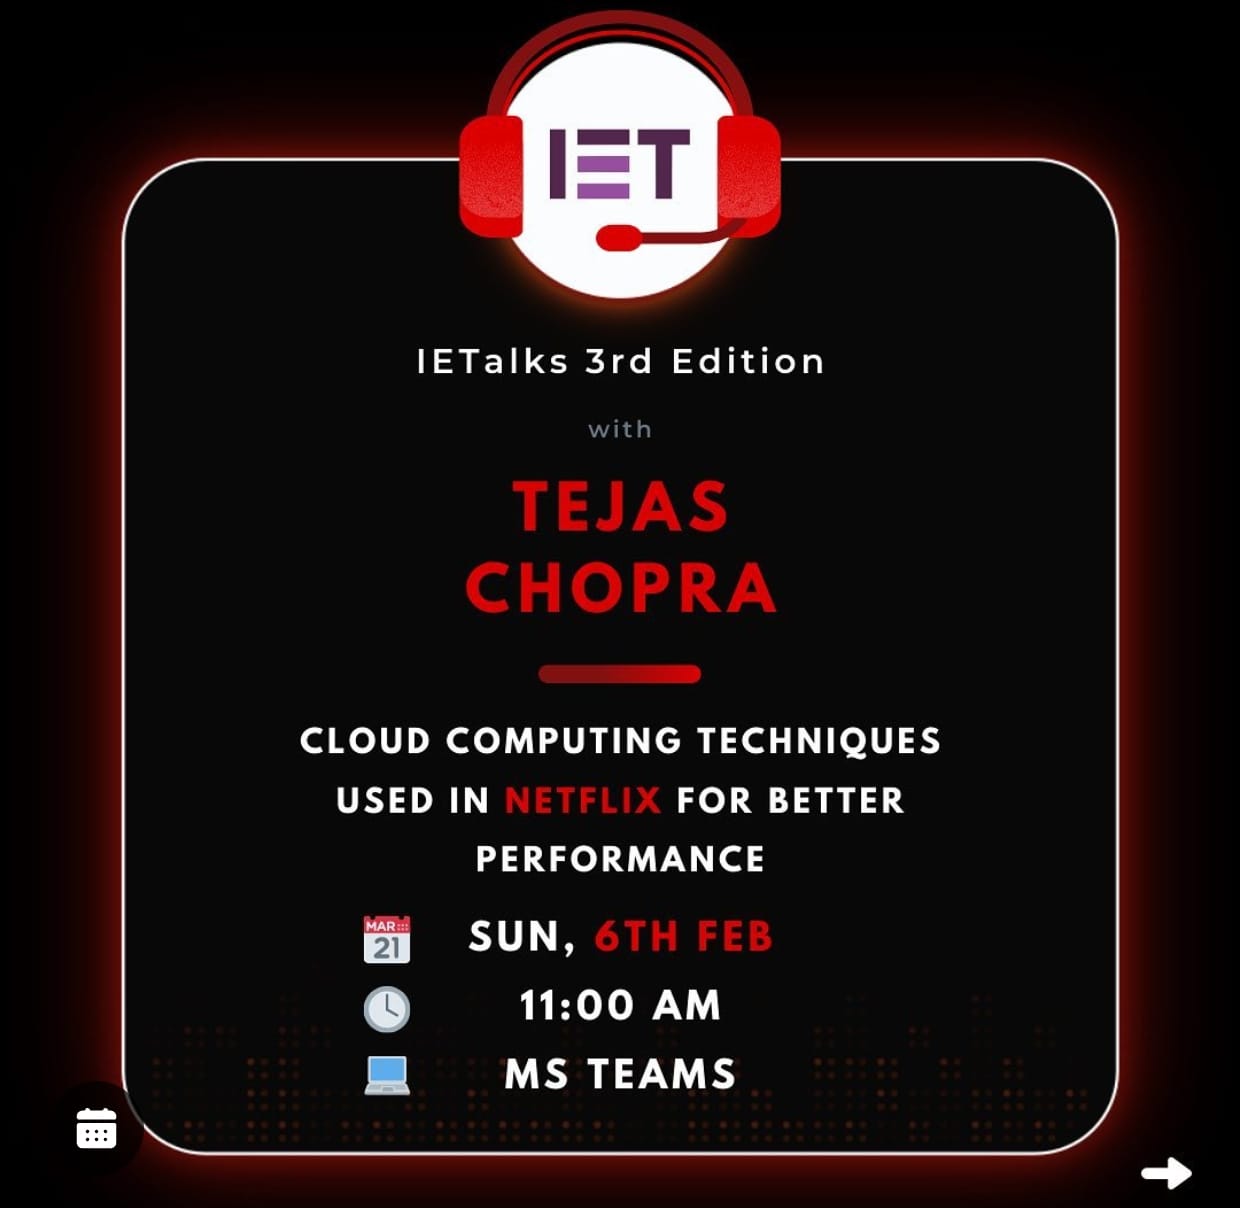 IET
IETalks 3rd Edition
with
TEJAS
CHOPRA
CLOUD COMPUTING TECHNIQUES
USED IN NETFLIX FOR BETTER
PERFORMANCE
MAR
21
SUN, 6TH FEB
11:00 AM
MS TEAMS